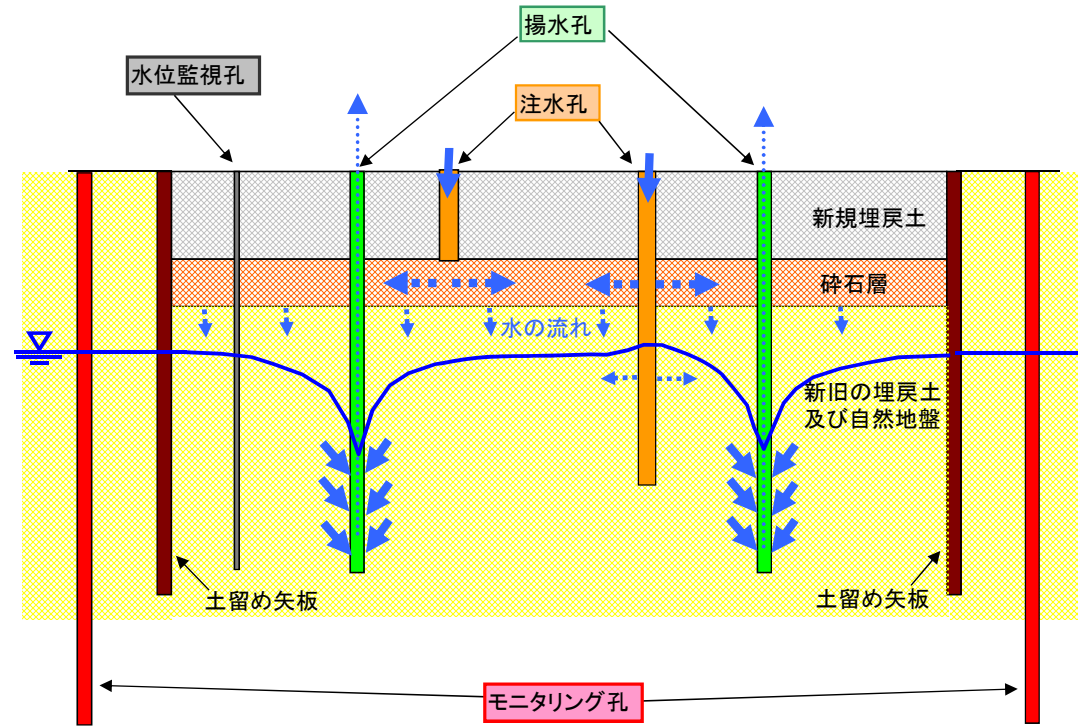 揚水孔
水位監視孔
注水孔
新規埋戻土
砕石層
水の流れ
新旧の埋戻土
及び自然地盤
土留め矢板
土留め矢板
モニタリング孔